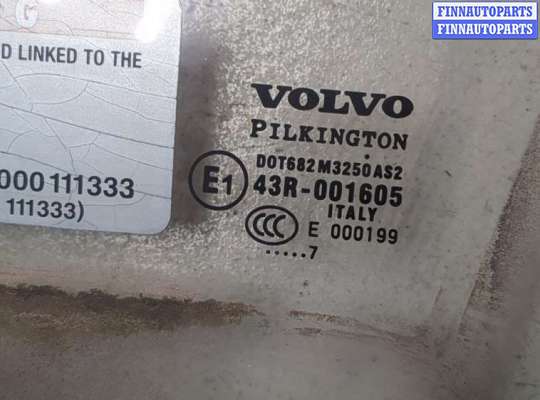 FINNAUTOPARTS
FINNAUTOPARTS
G
D LINKED TO THE
000111333
111333)
VOLVO
PILKINGTON
DOT682 M3250 AS2
E1 43R-001605
ITALY
CCC E 000199
.....7